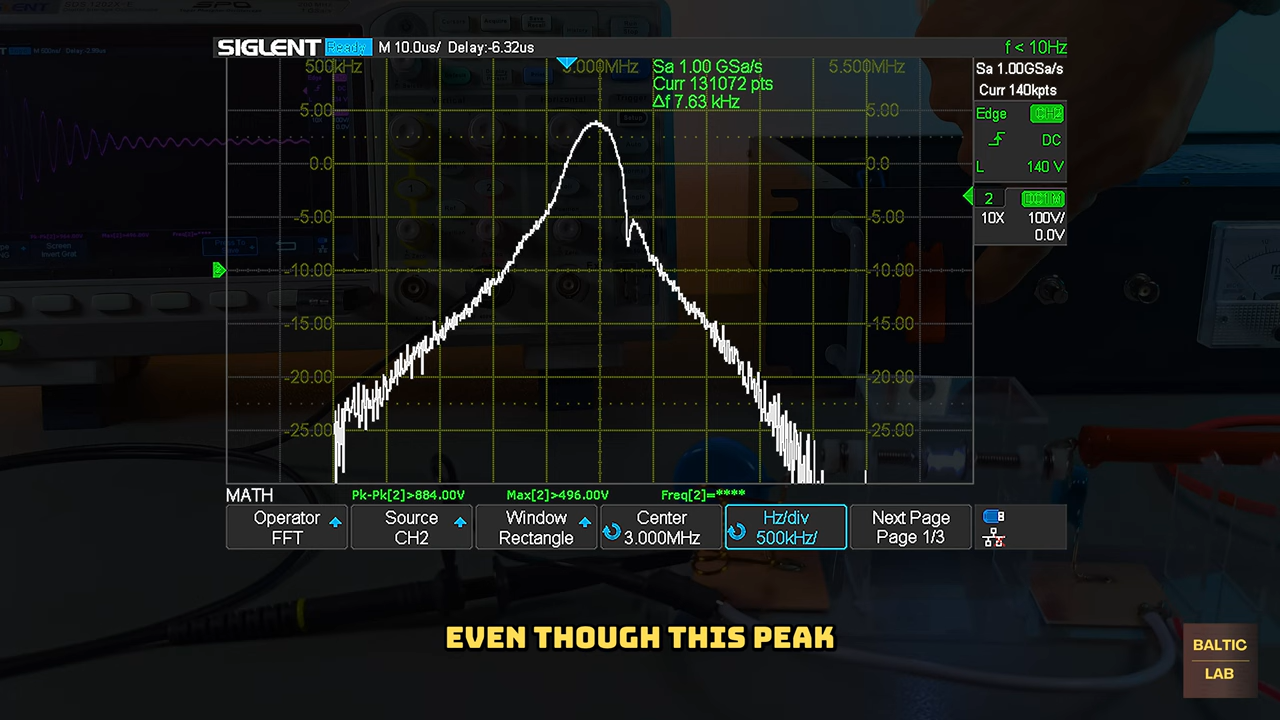 SIGLENT Ready M 10.0us/ Delay:-6.32us f < 10Hz
500kHz 3.000MHz 5.500MHz
Sa 1.00 GSa/s
Curr 131072 pts
Δf 7.63 kHz
Sa 1.00GSa/s
Curr 140kpts
Edge CH2
DC
L 140 V
2 DC1M
10X 100V/
0.0V
5.00 5.00
0.0 0.0
-5.00 -5.00
-10.00 -10.00
-15.00 -15.00
-20.00 -20.00
-25.00 -25.00
2
MATH Pk-Pk[2]>884.00V Max[2]>496.00V Freq[2]=****
Operator
FFT
Source
CH2
Window
Rectangle
Center
3.000MHz
Hz/div
500kHz/
Next Page
Page 1/3
EVEN THOUGH THIS PEAK
BALTIC
LAB